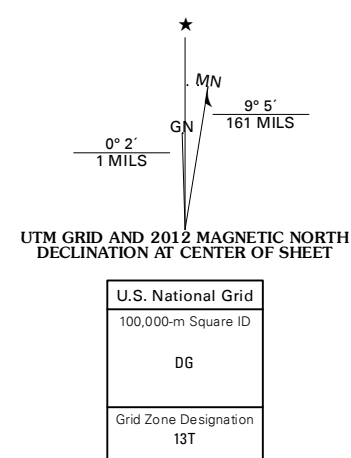 ★
MN
9° 5´
161 MILS
GN
0° 2´
1 MILS
UTM GRID AND 2012 MAGNETIC NORTH
DECLINATION AT CENTER OF SHEET
U.S. National Grid
100,000-m Square ID
DG
Grid Zone Designation
13T